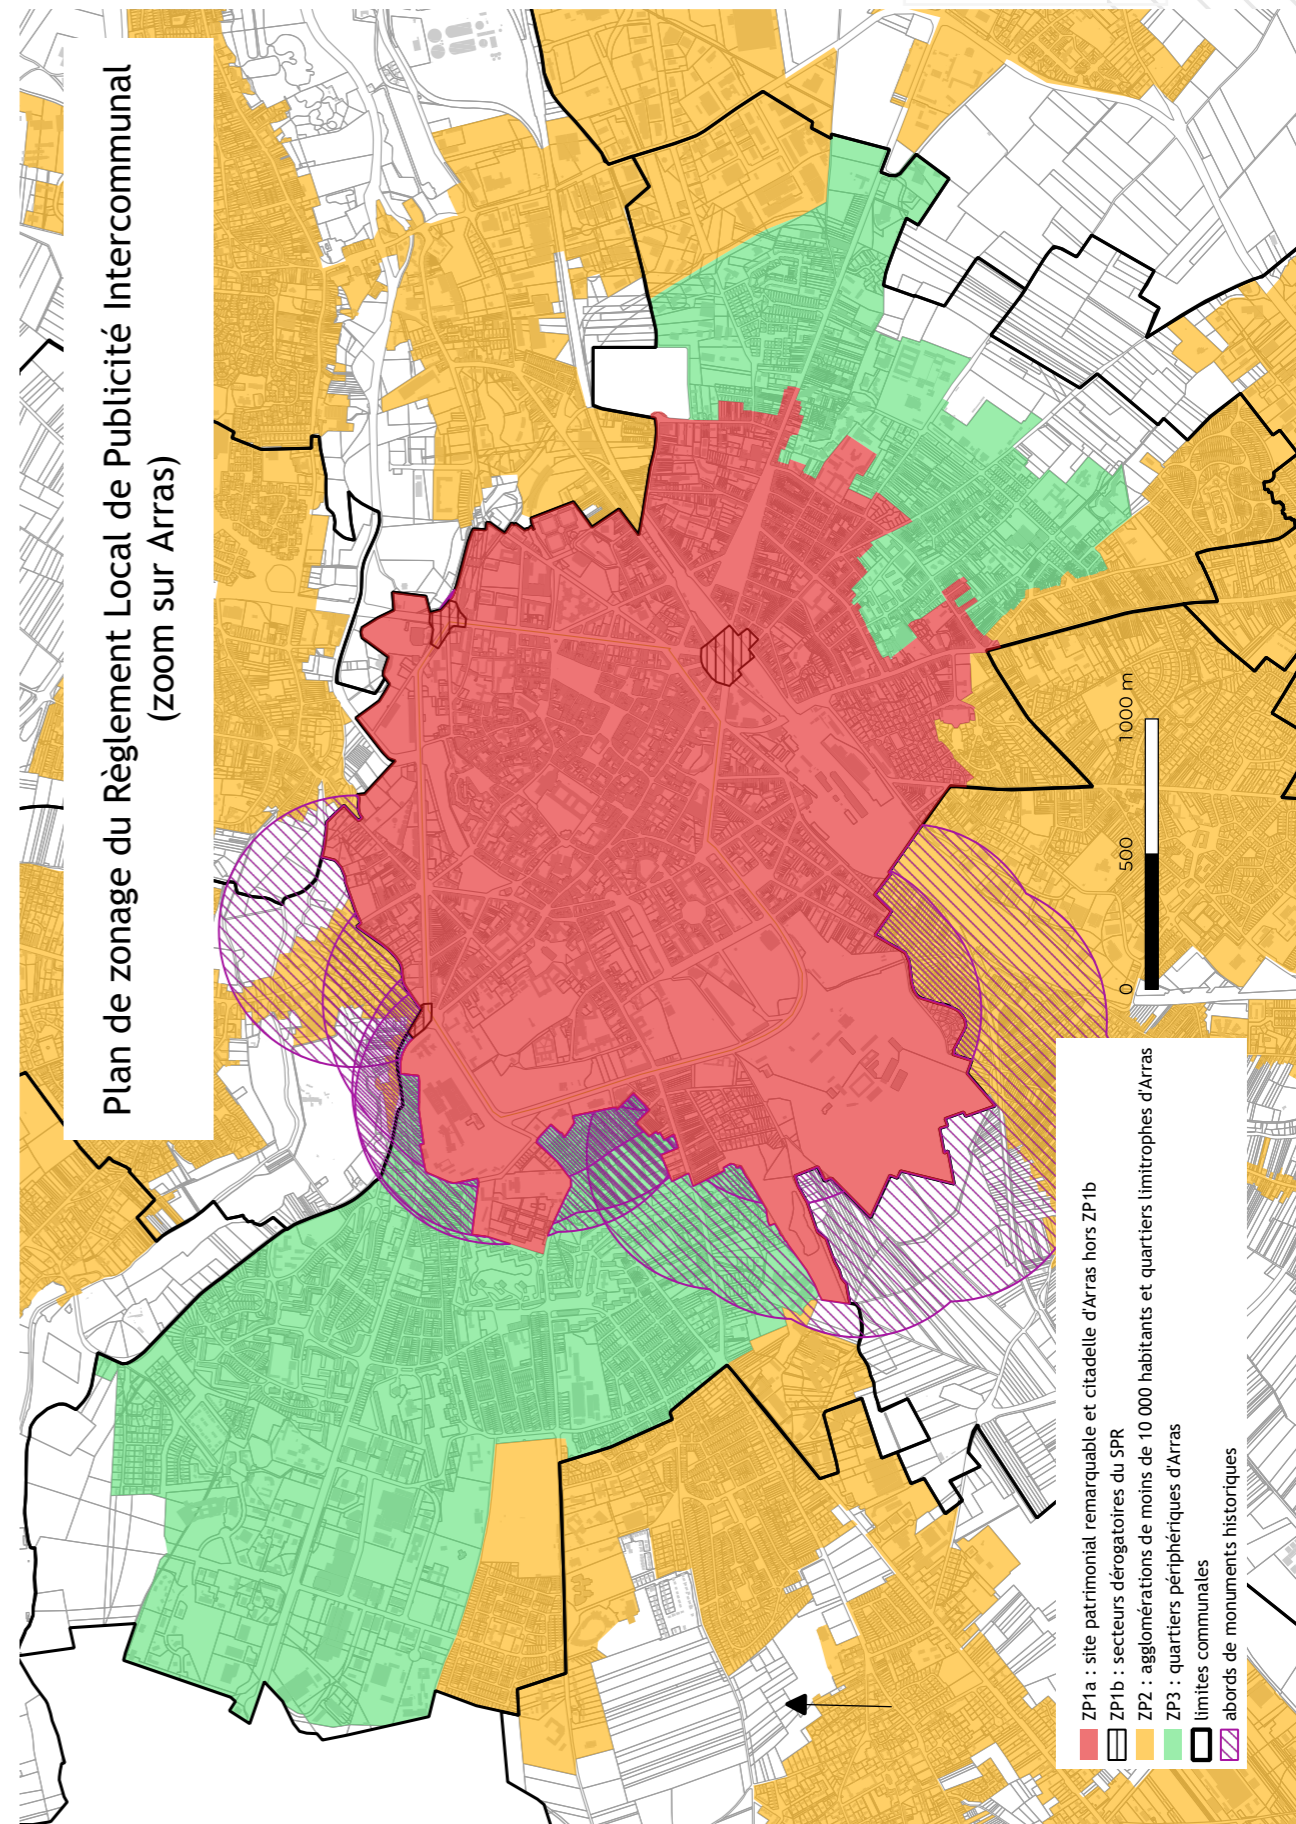 Plan de zonage du Règlement Local de Publicité Intercommunal
(zoom sur Arras)
0 500 1000 m
ZP1a : site patrimonial remarquable et citadelle d'Arras hors ZP1b
ZP1b : secteurs dérogatoires du SPR
ZP2 : agglomérations de moins de 10 000 habitants et quartiers limitrophes d'Arras
ZP3 : quartiers périphériques d'Arras
limites communales
abords de monuments historiques